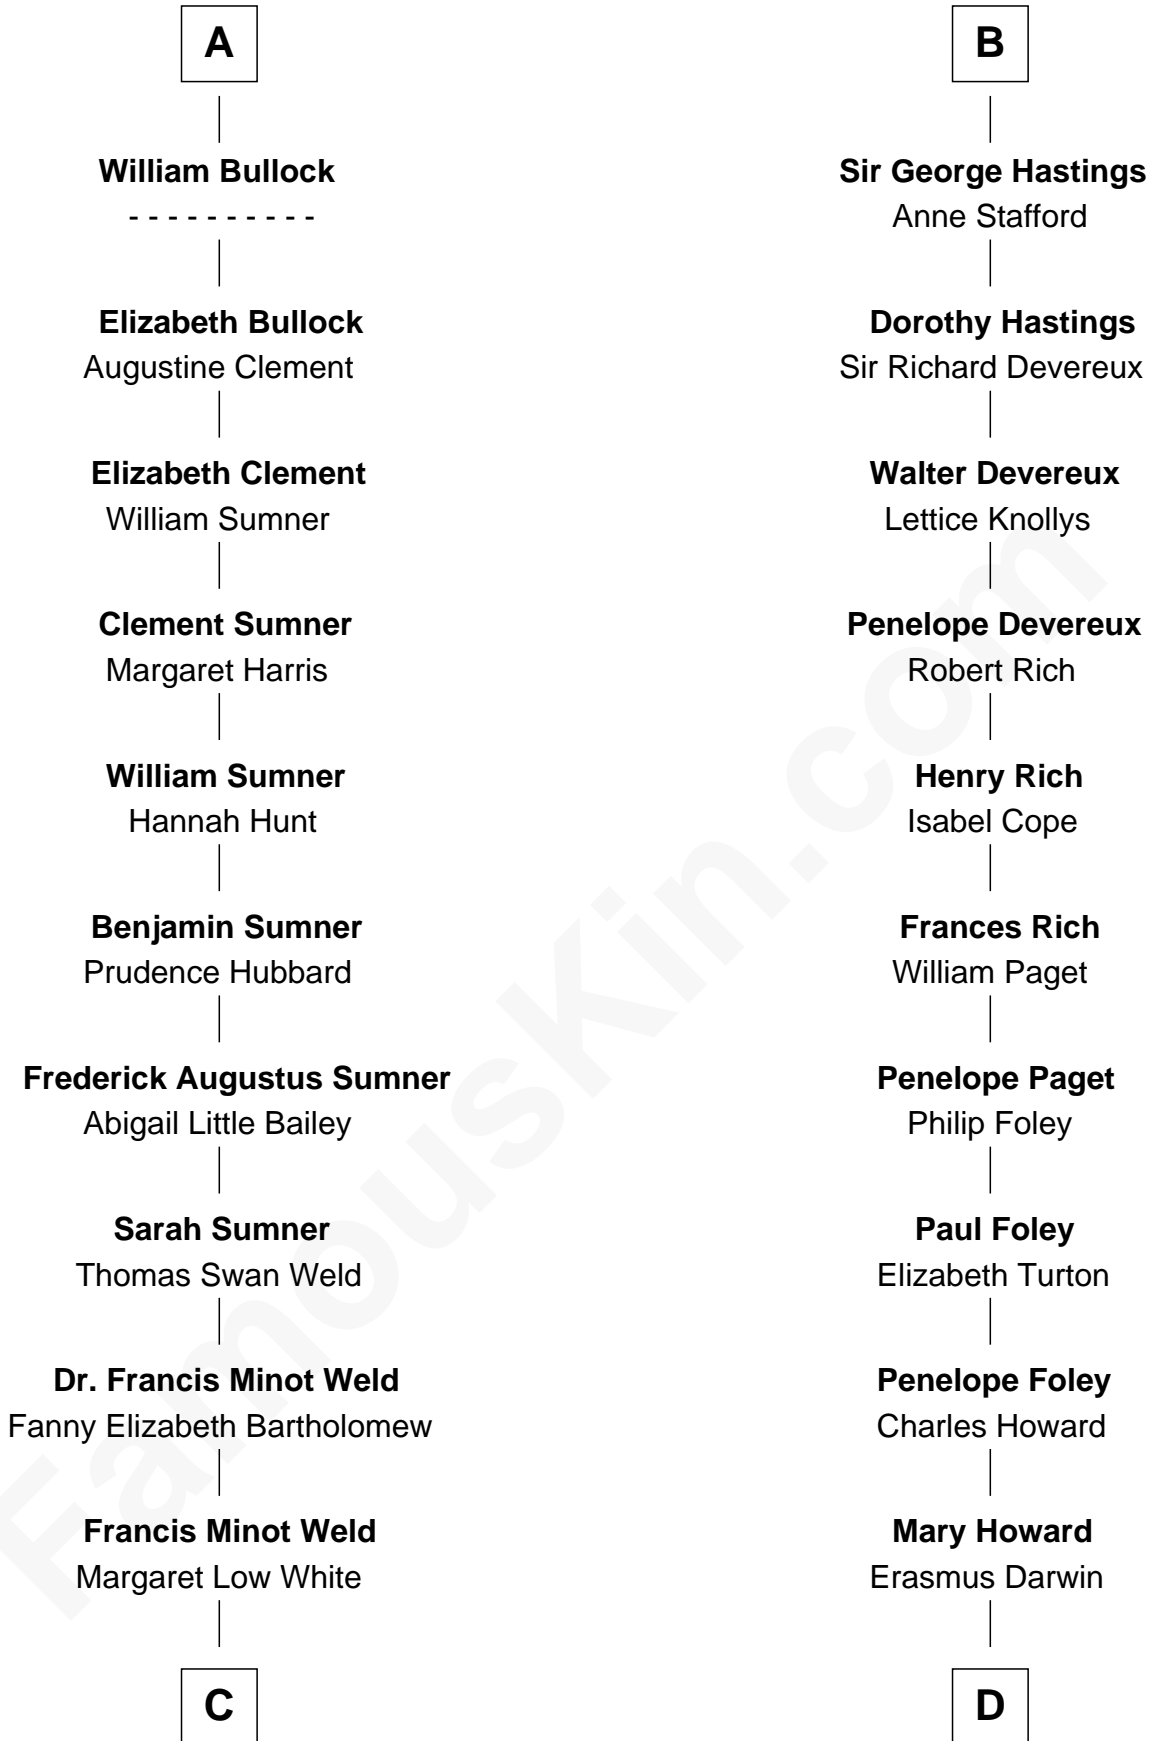 A
William Bullock
- - - - - - - - - -
Elizabeth Bullock
Augustine Clement
Elizabeth Clement
William Sumner
Clement Sumner
Margaret Harris
William Sumner
Hannah Hunt
Benjamin Sumner
Prudence Hubbard
Frederick Augustus Sumner
Abigail Little Bailey
Sarah Sumner
Thomas Swan Weld
Dr. Francis Minot Weld
Fanny Elizabeth Bartholomew
Francis Minot Weld
Margaret Low White
C
B
Sir George Hastings
Anne Stafford
Dorothy Hastings
Sir Richard Devereux
Walter Devereux
Lettice Knollys
Penelope Devereux
Robert Rich
Henry Rich
Isabel Cope
Frances Rich
William Paget
Penelope Paget
Philip Foley
Paul Foley
Elizabeth Turton
Penelope Foley
Charles Howard
Mary Howard
Erasmus Darwin
D
FamousKin.com